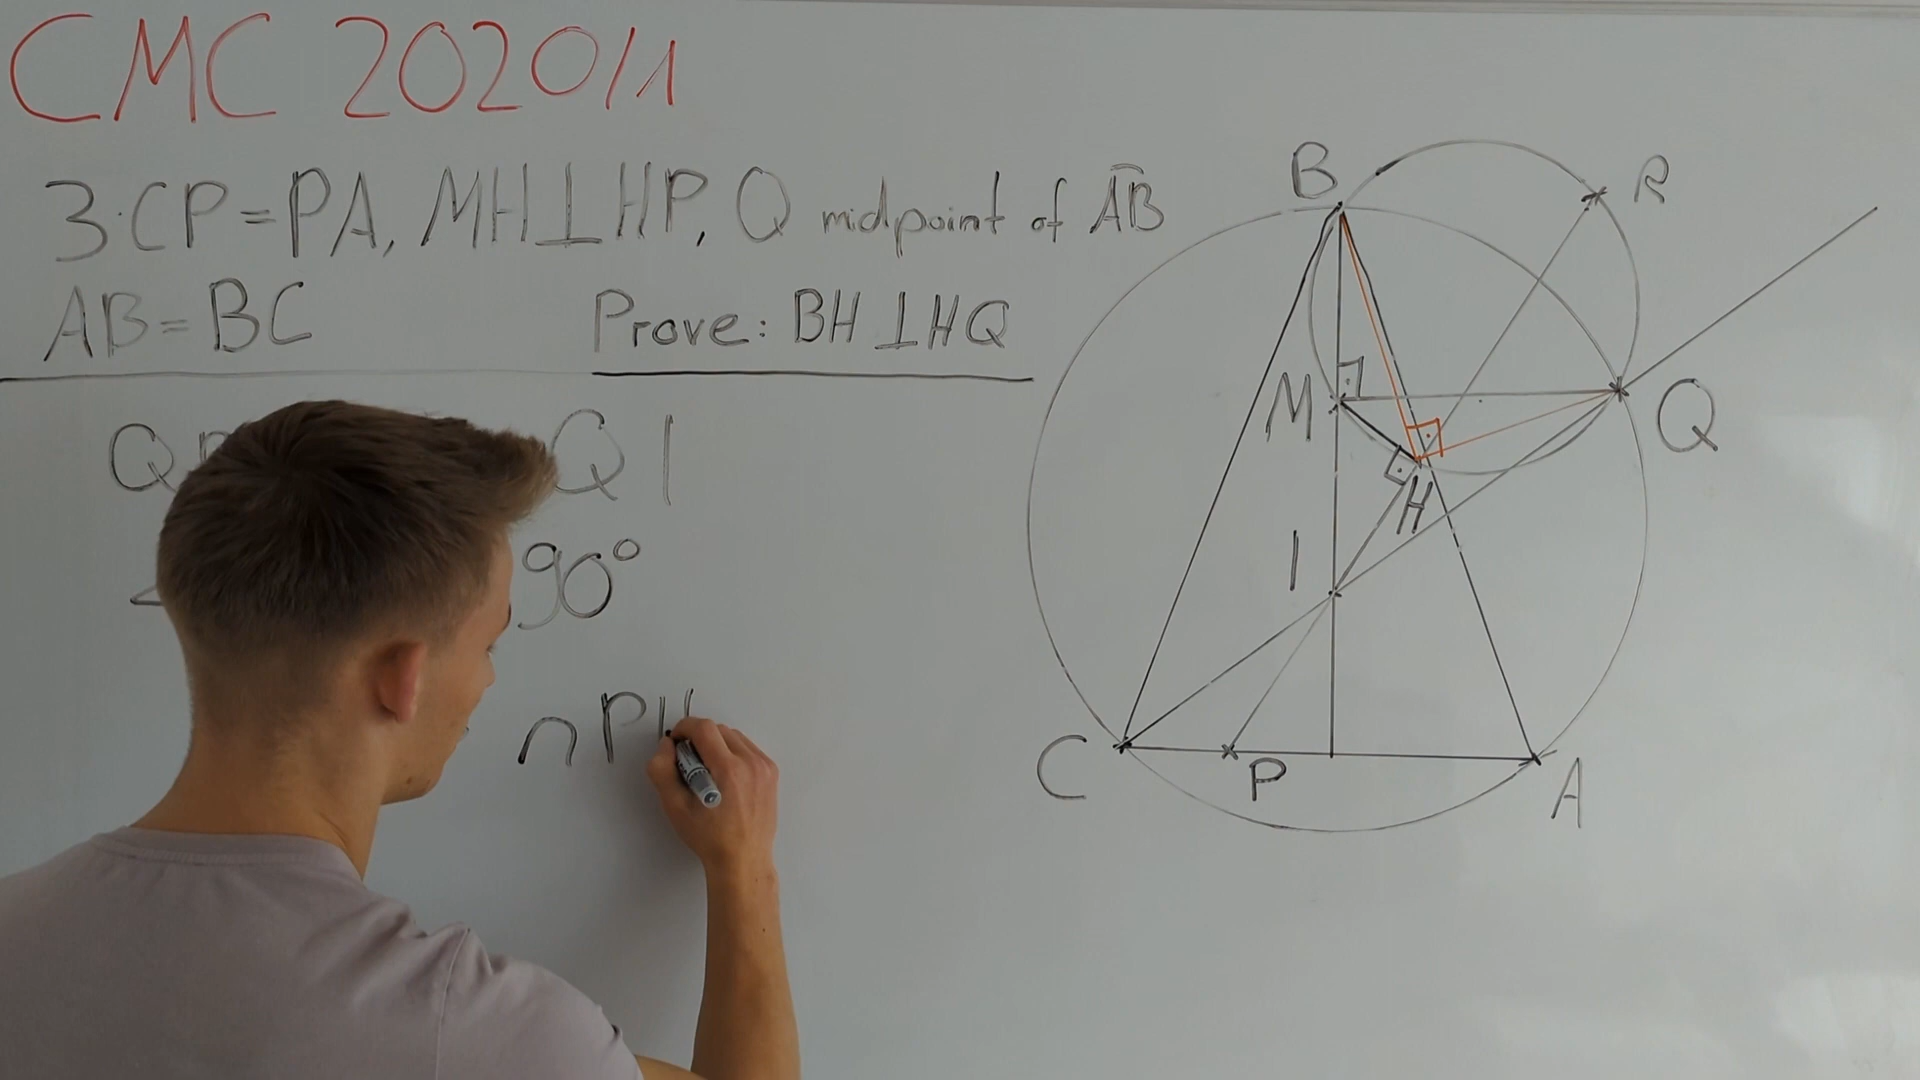 CMC 2020/1
3·CP=PA, MH⊥HP, Q midpoint of AB
AB=BC
Prove: BH⊥HQ
Q
Q I
90°
∩ PH
B
R
M
Q
H
I
C
P
A